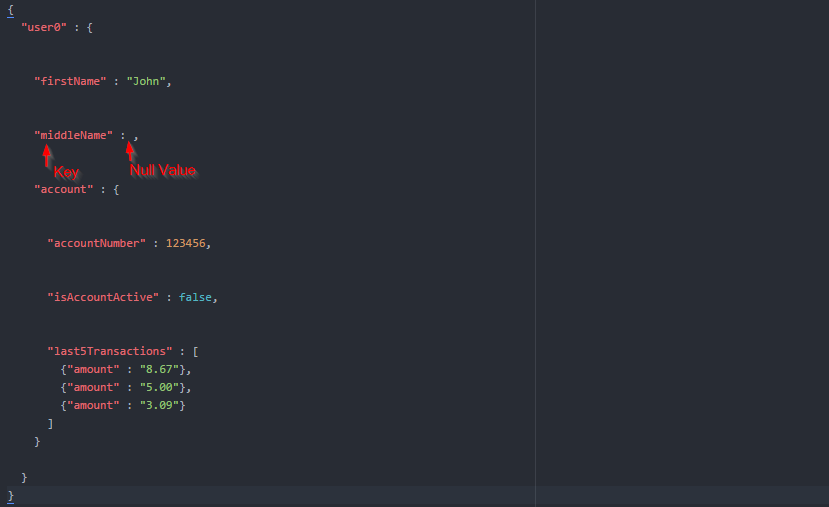 {
"user0" : {
"firstName" : "John",
"middleName" : ,
Key
Null Value
"account" : {
"accountNumber" : 123456,
"isAccountActive" : false,
"last5Transactions" : [
{"amount" : "8.67"},
{"amount" : "5.00"},
{"amount" : "3.09"}
]
}
}
}